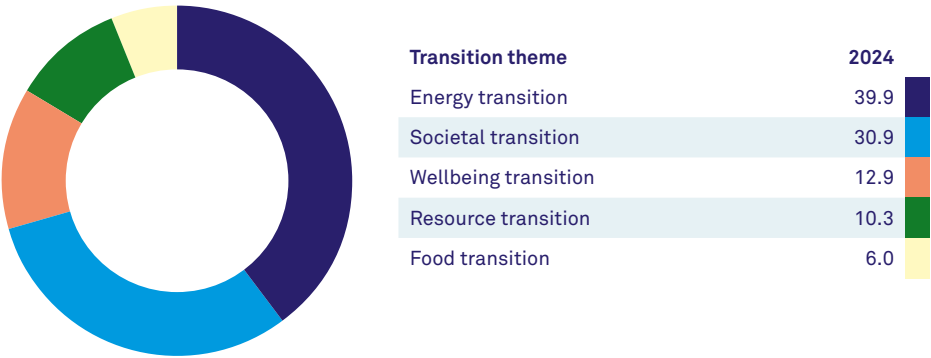 Transition theme 2024
Energy transition 39.9
Societal transition 30.9
Wellbeing transition 12.9
Resource transition 10.3
Food transition 6.0